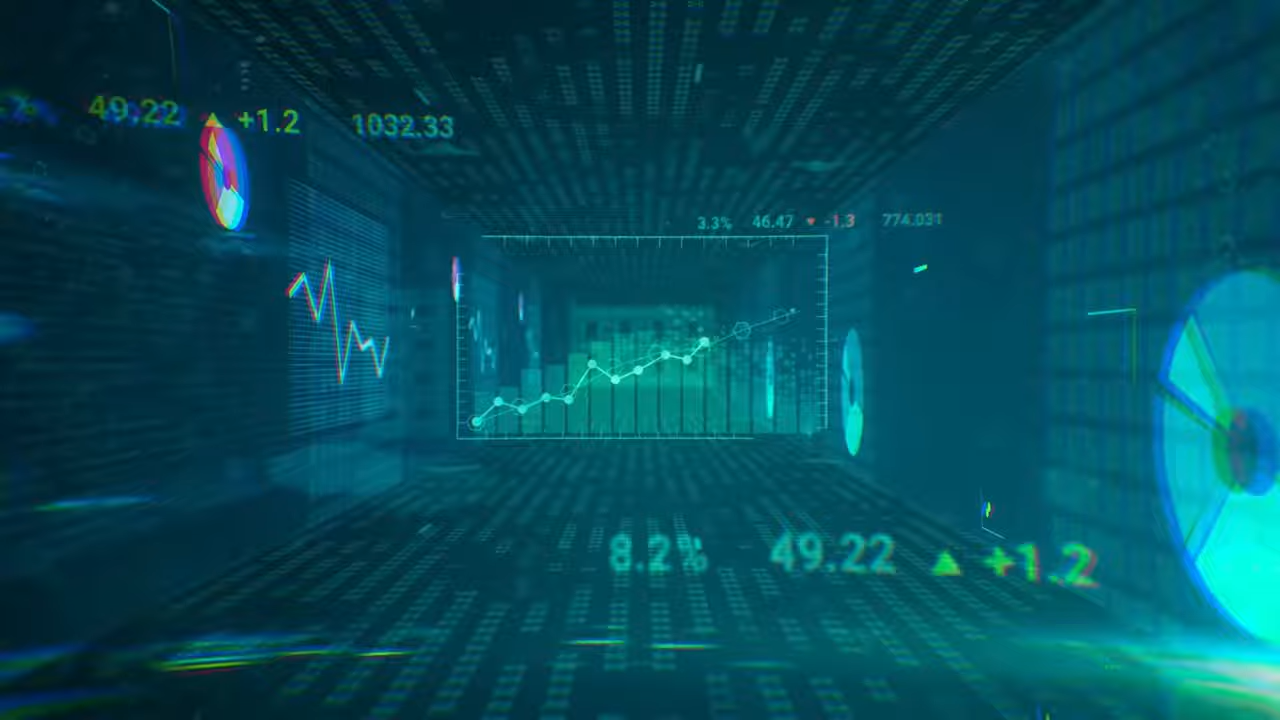 49.22 ▲ +1.2 1032.33
3.3% 46.47 ▼ -1.3 774.031
8.2% 49.22 ▲ +1.2